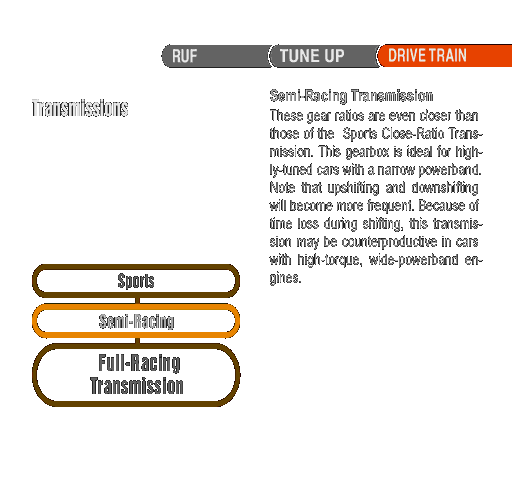 RUF
TUNE UP
DRIVE TRAIN
Transmissions
Semi-Racing Transmission
These gear ratios are even closer than
those of the Sports Close-Ratio Trans-
mission. This gearbox is ideal for high-
ly-tuned cars with a narrow powerband.
Note that upshifting and downshifting
will become more frequent. Because of
time loss during shifting, this transmis-
sion may be counterproductive in cars
with high-torque, wide-powerband en-
gines.
Sports
Semi-Racing
Full-Racing
Transmission